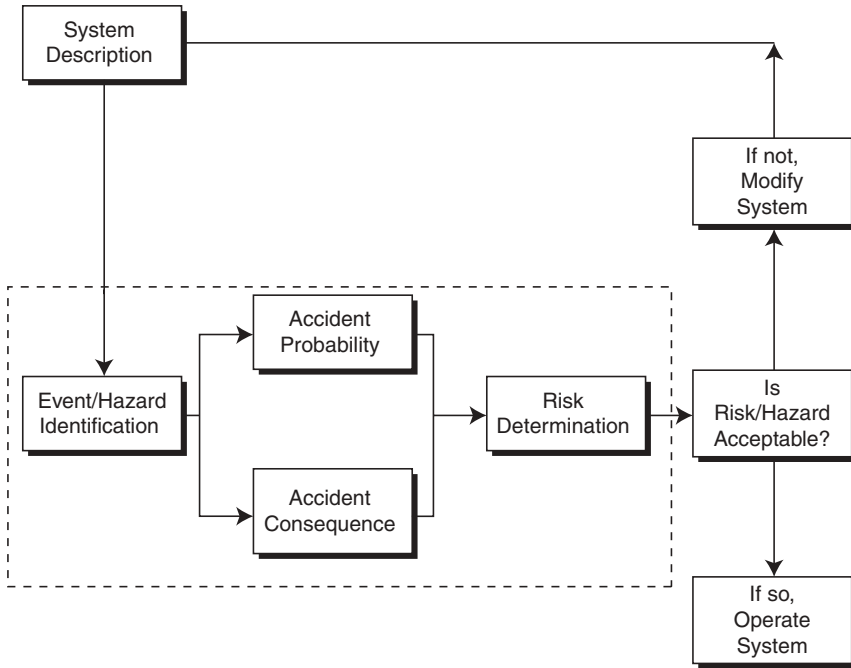 System
Description
If not,
Modify
System
Accident
Probability
Event/Hazard
Identification
Risk
Determination
Is
Risk/Hazard
Acceptable?
Accident
Consequence
If so,
Operate
System